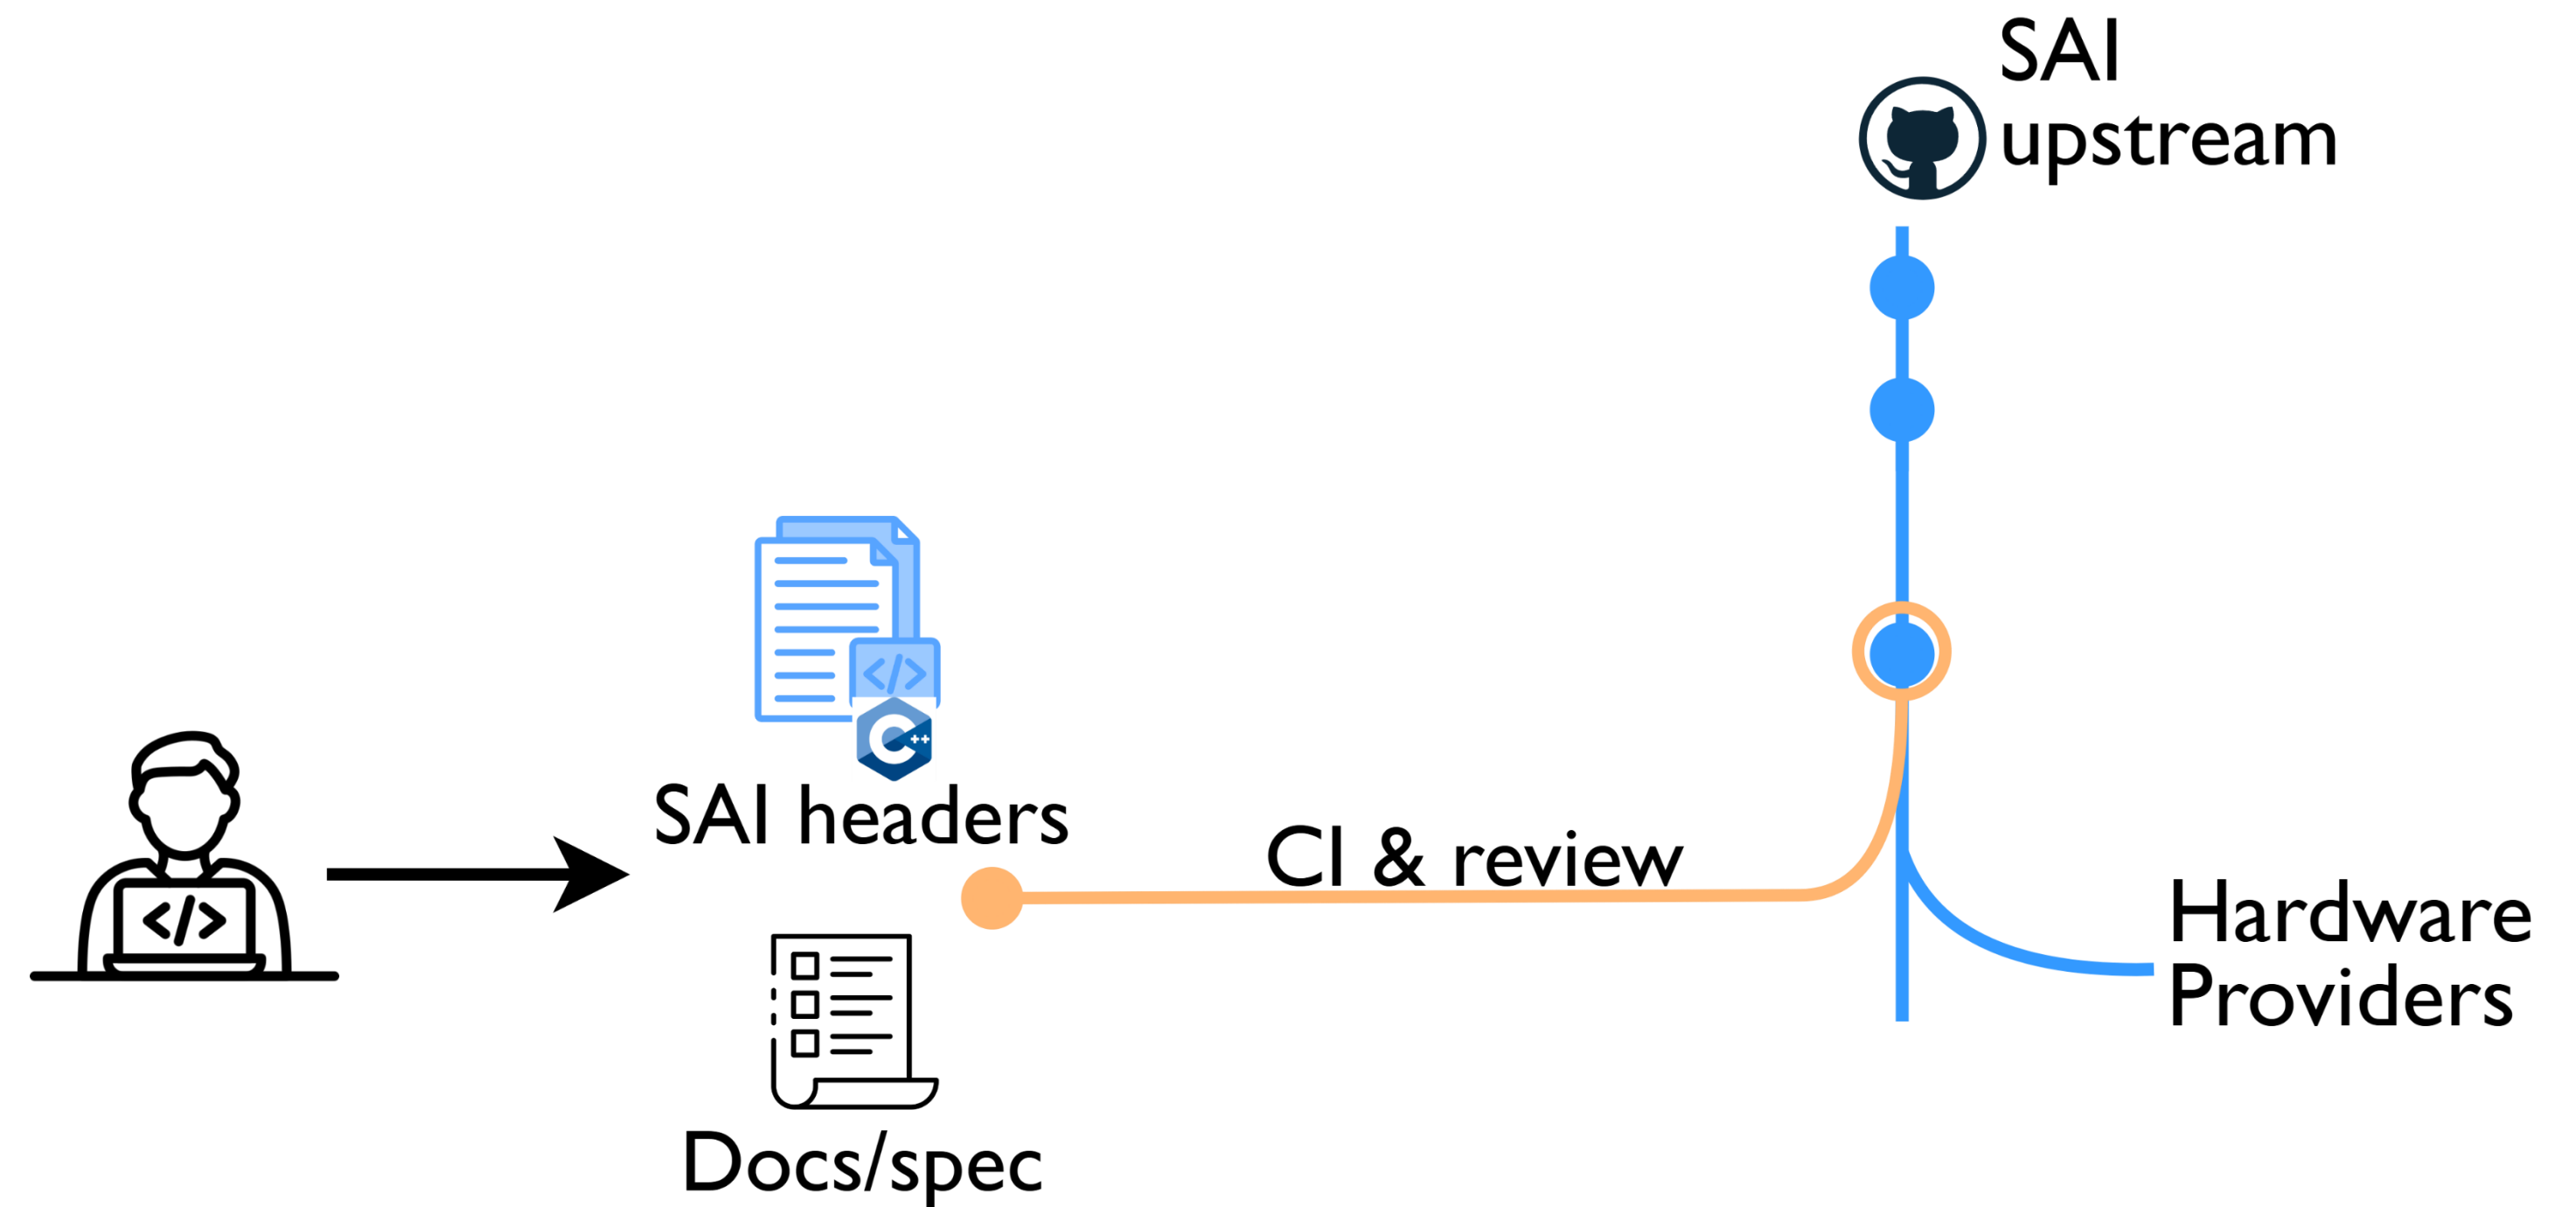 SAI
upstream
</>
C++
SAI headers
</>
CI & review
Hardware
Providers
Docs/spec